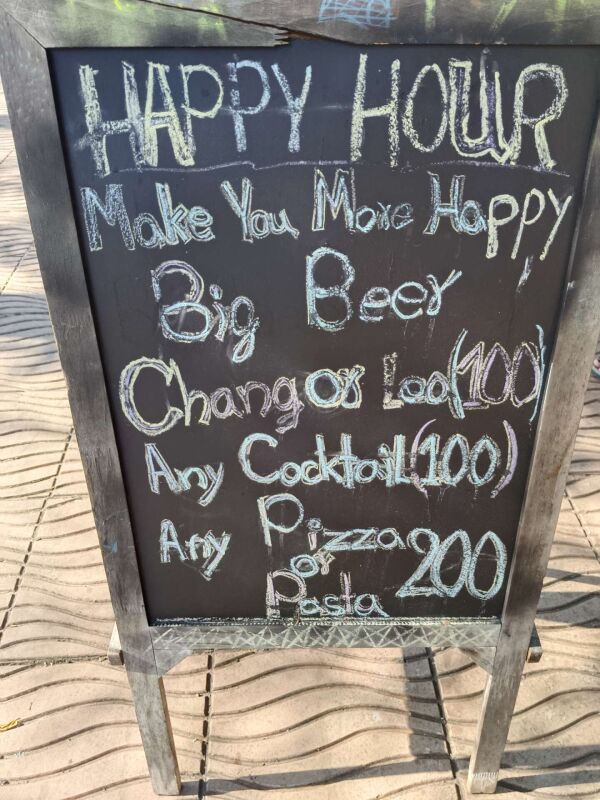 HAPPY HOUR
Make You More Happy
Big Beer
Chang or Leo (100)
Any Cocktail (100)
Any Pizza
or 200
Pasta